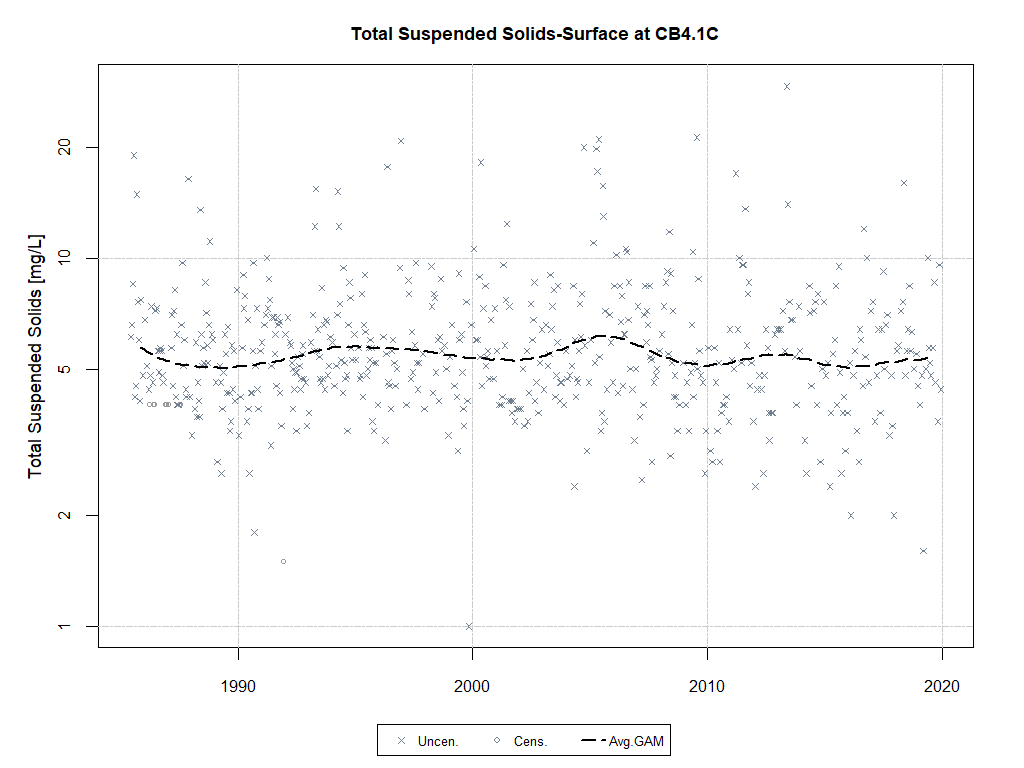 Total Suspended Solids-Surface at CB4.1C
Total Suspended Solids [mg/L]
20
10
5
2
1
1990 2000 2010 2020
Uncen. Cens. Avg.GAM